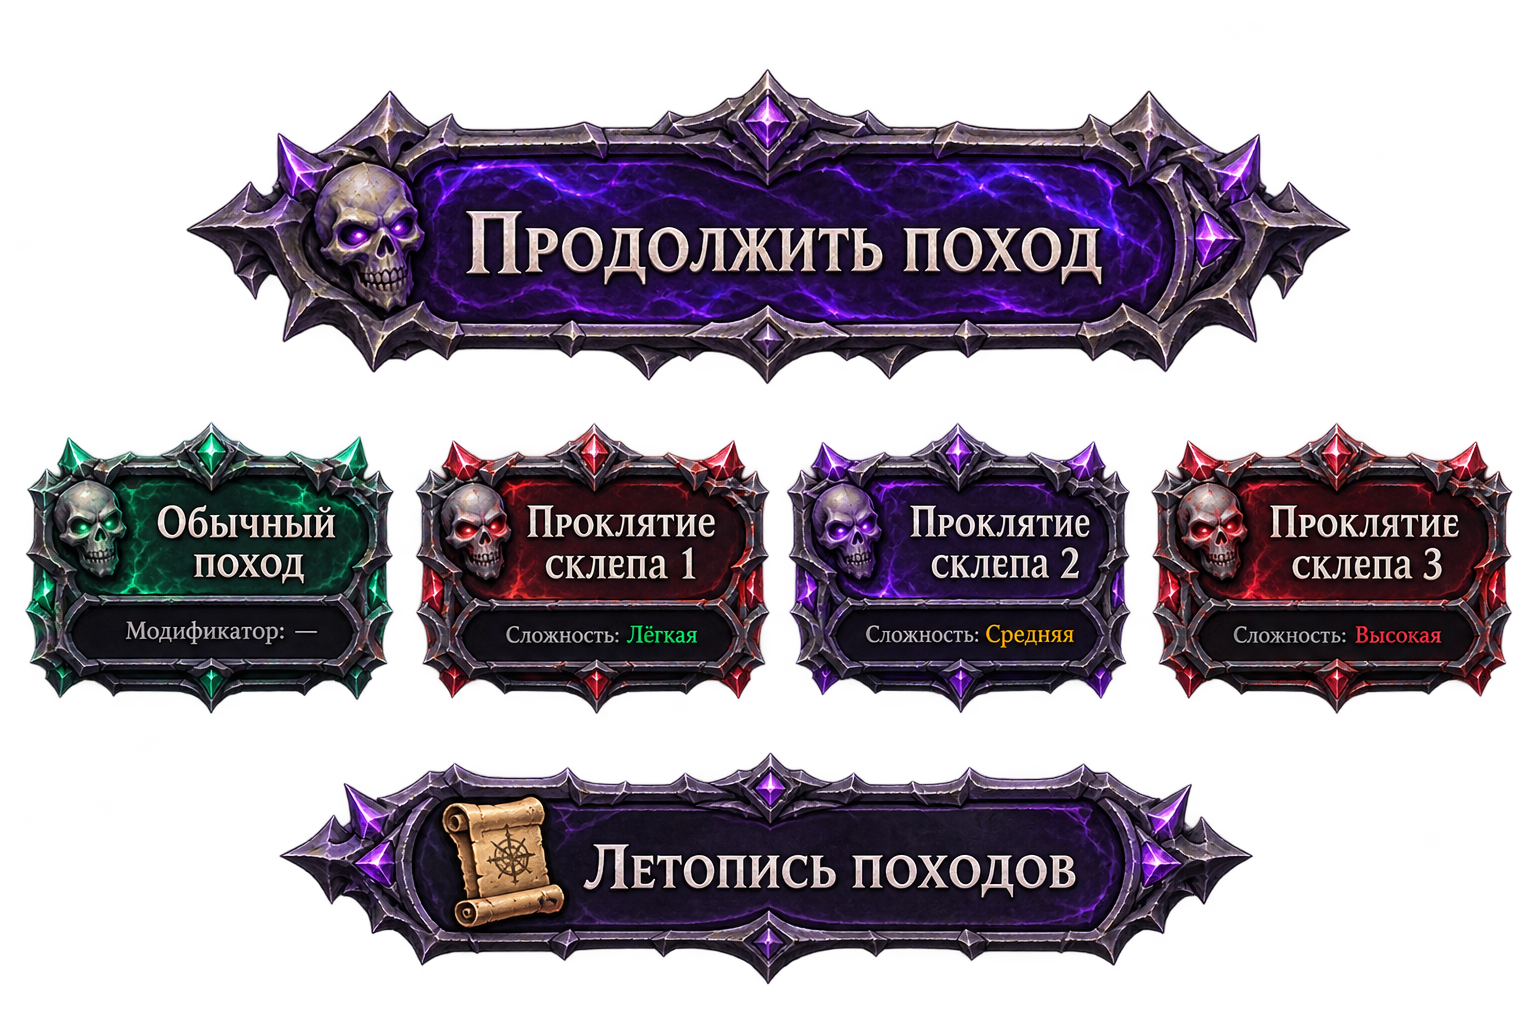 Продолжить поход
Обычный
поход
Модификатор: —
Проклятие
склепа 1
Сложность: Лёгкая
Проклятие
склепа 2
Сложность: Средняя
Проклятие
склепа 3
Сложность: Высокая
Летопись походов